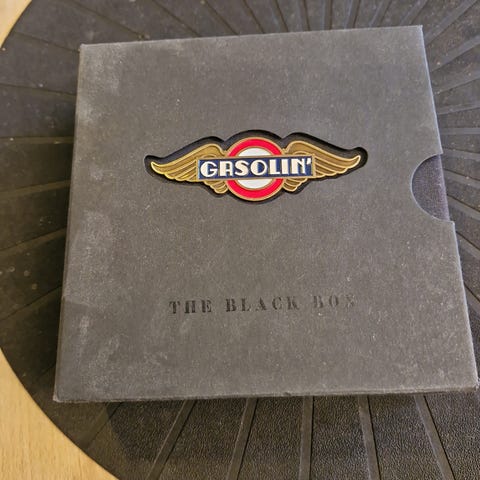 GASOLIN'
THE BLACK BOX